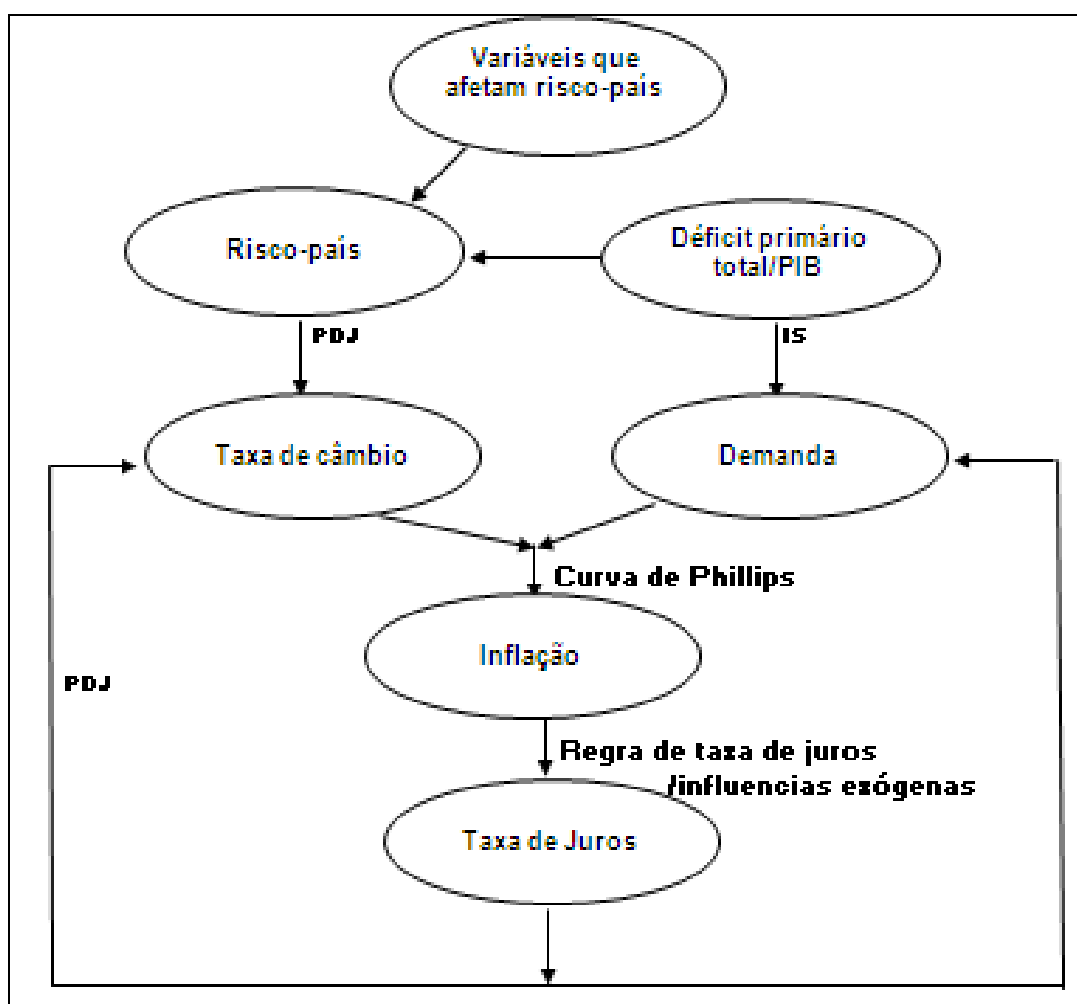 Variáveis que
afetam risco-país
Risco-país
Déficit primário
total/PIB
PDJ
IS
Taxa de câmbio
Demanda
Curva de Phillips
Inflação
PDJ
Regra de taxa de juros
/influencias exógenas
Taxa de Juros